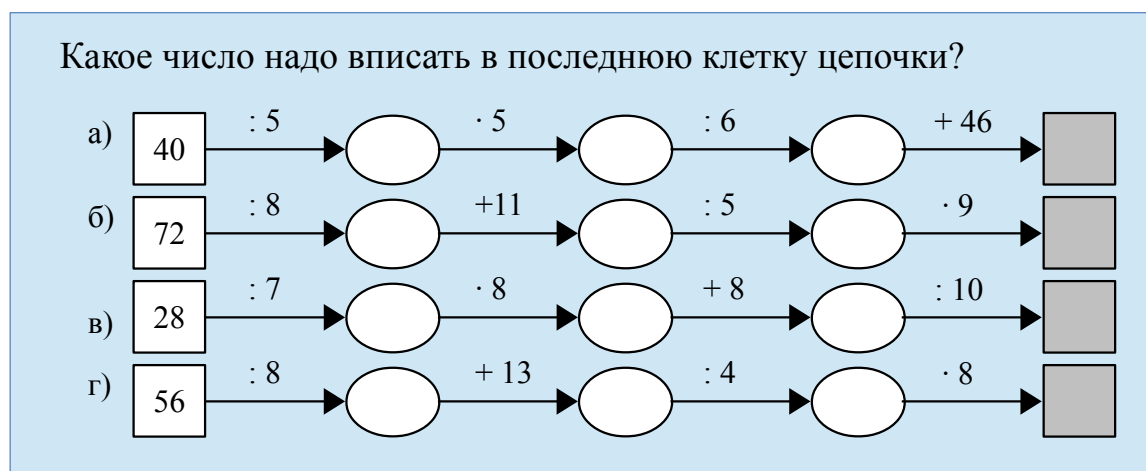 Какое число надо вписать в последнюю клетку цепочки?
а) 40 : 5 · 5 : 6 + 46
б) 72 : 8 +11 : 5 · 9
в) 28 : 7 · 8 + 8 : 10
г) 56 : 8 + 13 : 4 · 8